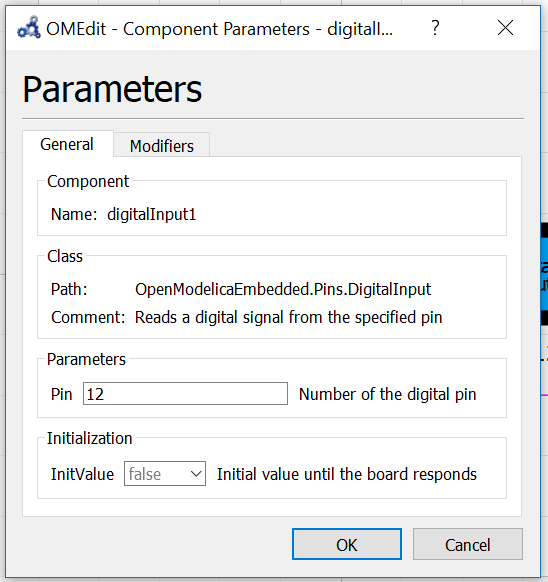 OMEdit - Component Parameters - digitalI...
Parameters
General Modifiers
Component
Name: digitalInput1
Class
Path: OpenModelicaEmbedded.Pins.DigitalInput
Comment: Reads a digital signal from the specified pin
Parameters
Pin 12 Number of the digital pin
Initialization
InitValue false Initial value until the board responds
OK Cancel